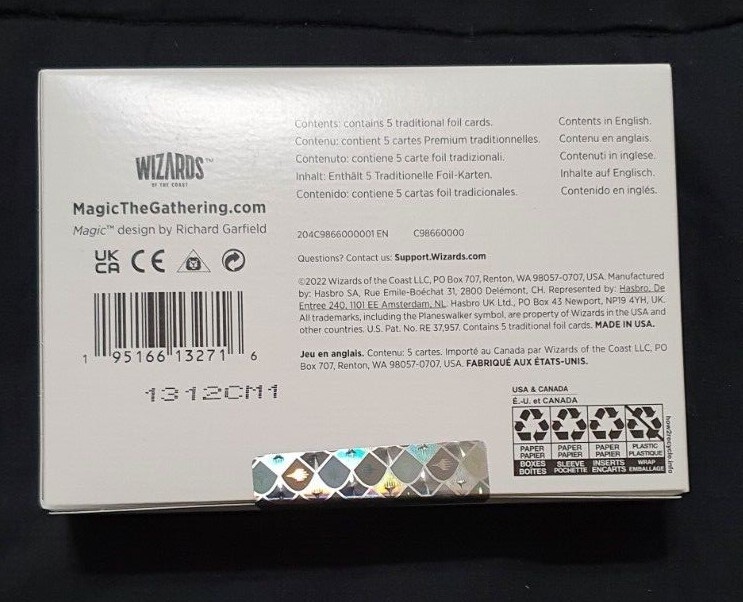 WIZARDS™
OF THE COAST
MagicTheGathering.com
Magic™ design by Richard Garfield
UK
CA CE
1 95166 13271 6
1312CM1
Contents: contains 5 traditional foil cards. Contents in English.
Contenu: contient 5 cartes Premium traditionnelles. Contenu en anglais.
Contenuto: contiene 5 carte foil tradizionali. Contenuti in inglese.
Inhalt: Enthält 5 Traditionelle Foil-Karten. Inhalte auf Englisch.
Contenido: contiene 5 cartas foil tradicionales. Contenido en inglés.
204C9866000001 EN C98660000
Questions? Contact us: Support.Wizards.com
©2022 Wizards of the Coast LLC, PO Box 707, Renton, WA 98057-0707, USA. Manufactured
by: Hasbro SA, Rue Emile-Boéchat 31, 2800 Delémont, CH. Represented by: Hasbro, De
Entree 240, 1101 EE Amsterdam, NL. Hasbro UK Ltd., PO Box 43 Newport, NP19 4YH, UK.
All trademarks, including the Planeswalker symbol, are property of Wizards in the USA and
other countries. U.S. Pat. No. RE 37,957. Contains 5 traditional foil cards. MADE IN USA.
Jeu en anglais. Contenu: 5 cartes. Importé au Canada par Wizards of the Coast LLC, PO
Box 707, Renton, WA 98057-0707, USA. FABRIQUÉ AUX ÉTATS-UNIS.
USA & CANADA
É.-U. et CANADA
PAPER PAPER PAPER PLASTIC
PAPIER PAPIER PAPIER PLASTIQUE
BOXES SLEEVE INSERTS WRAP
BOÎTES POCHETTE ENCARTS EMBALLAGE
how2recycle.info